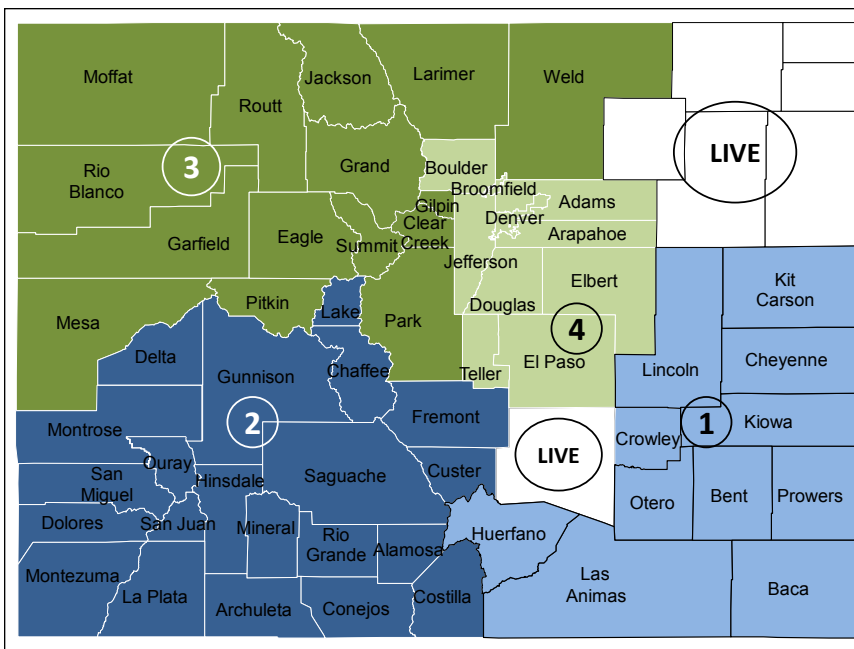 Moffat
Routt
Jackson
Larimer
Weld
LIVE
3
Rio
Blanco
Grand
Boulder
Broomfield
Adams
Gilpin
Denver
Clear
Creek
Arapahoe
Garfield
Eagle
Summit
Jefferson
Elbert
Kit
Carson
Mesa
Pitkin
Lake
Park
Douglas
4
Delta
Gunnison
Chaffee
Teller
El Paso
Lincoln
Cheyenne
2
Fremont
1
Kiowa
Montrose
Crowley
Ouray
LIVE
San
Miguel
Hinsdale
Saguache
Custer
Otero
Bent
Prowers
Dolores
San Juan
Mineral
Rio
Grande
Alamosa
Huerfano
Montezuma
La Plata
Archuleta
Conejos
Costilla
Las
Animas
Baca